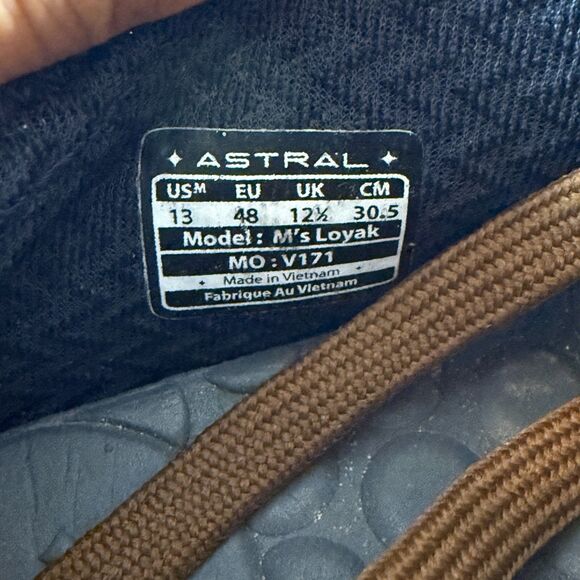 ✦ ASTRAL ✦
USM EU UK CM
13 48 12½ 30.5
Model : M's Loyak
MO : V171
Made in Vietnam
Fabrique Au Vietnam